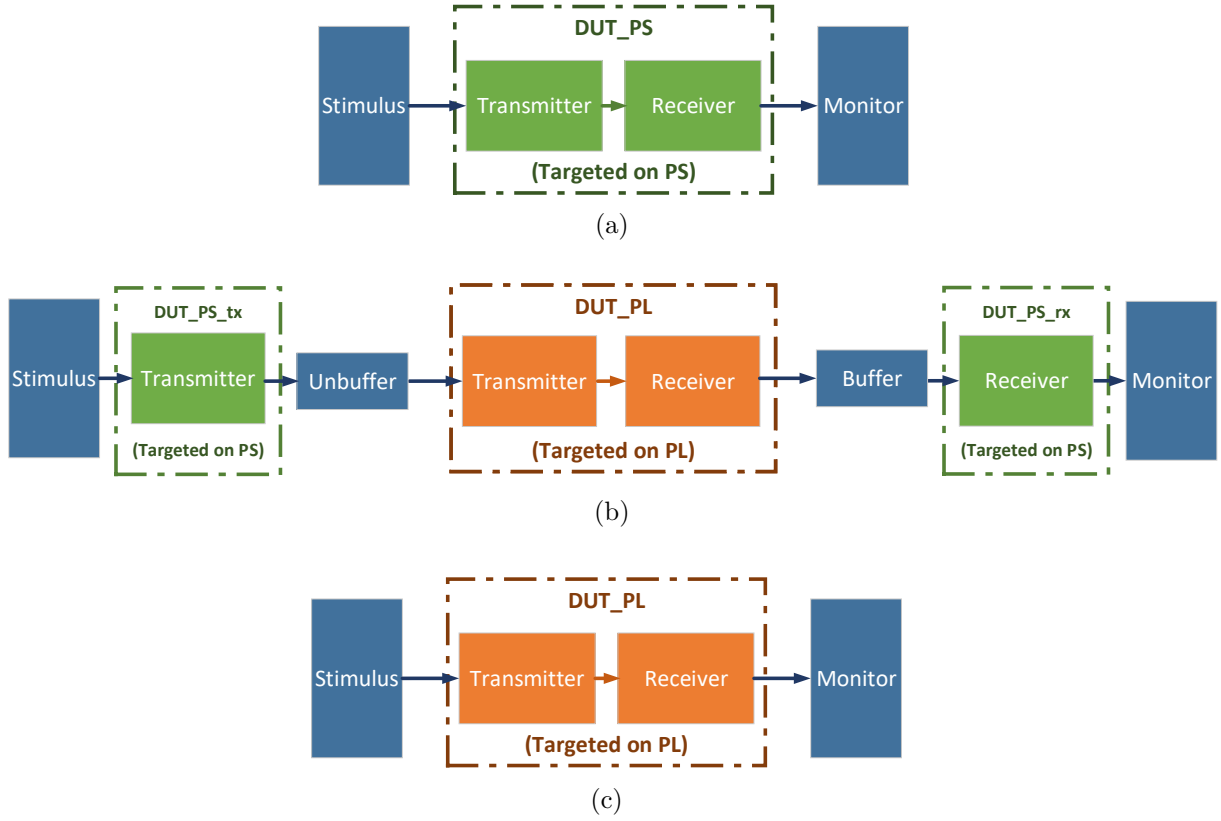 DUT_PS
Stimulus
Transmitter
Receiver
Monitor
(Targeted on PS)
(a)
DUT_PS_tx
DUT_PL
DUT_PS_rx
Stimulus
Transmitter
Unbuffer
Transmitter
Receiver
Buffer
Receiver
Monitor
(Targeted on PS)
(Targeted on PL)
(Targeted on PS)
(b)
DUT_PL
Stimulus
Transmitter
Receiver
Monitor
(Targeted on PL)
(c)